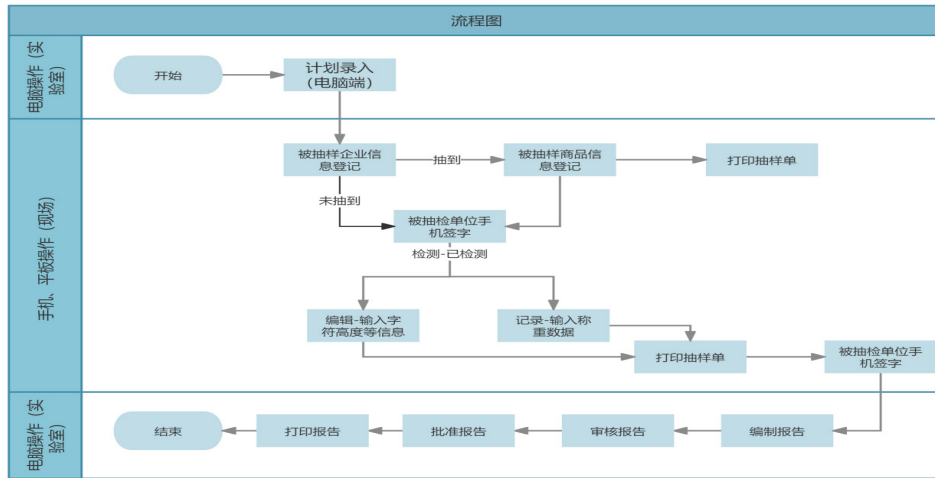 流程图
电脑操作（实
验室）
开始
计划录入
(电脑端)
手机、平板操作（现场）
被抽样企业信
息登记
抽到
被抽样商品信
息登记
打印抽样单
未抽到
被抽检单位手
机签字
检测-已检测
编辑-输入字
符高度等信息
记录-输入称
重数据
打印抽样单
被抽检单位手
机签字
电脑操作（实
验室）
结束
打印报告
批准报告
审核报告
编制报告